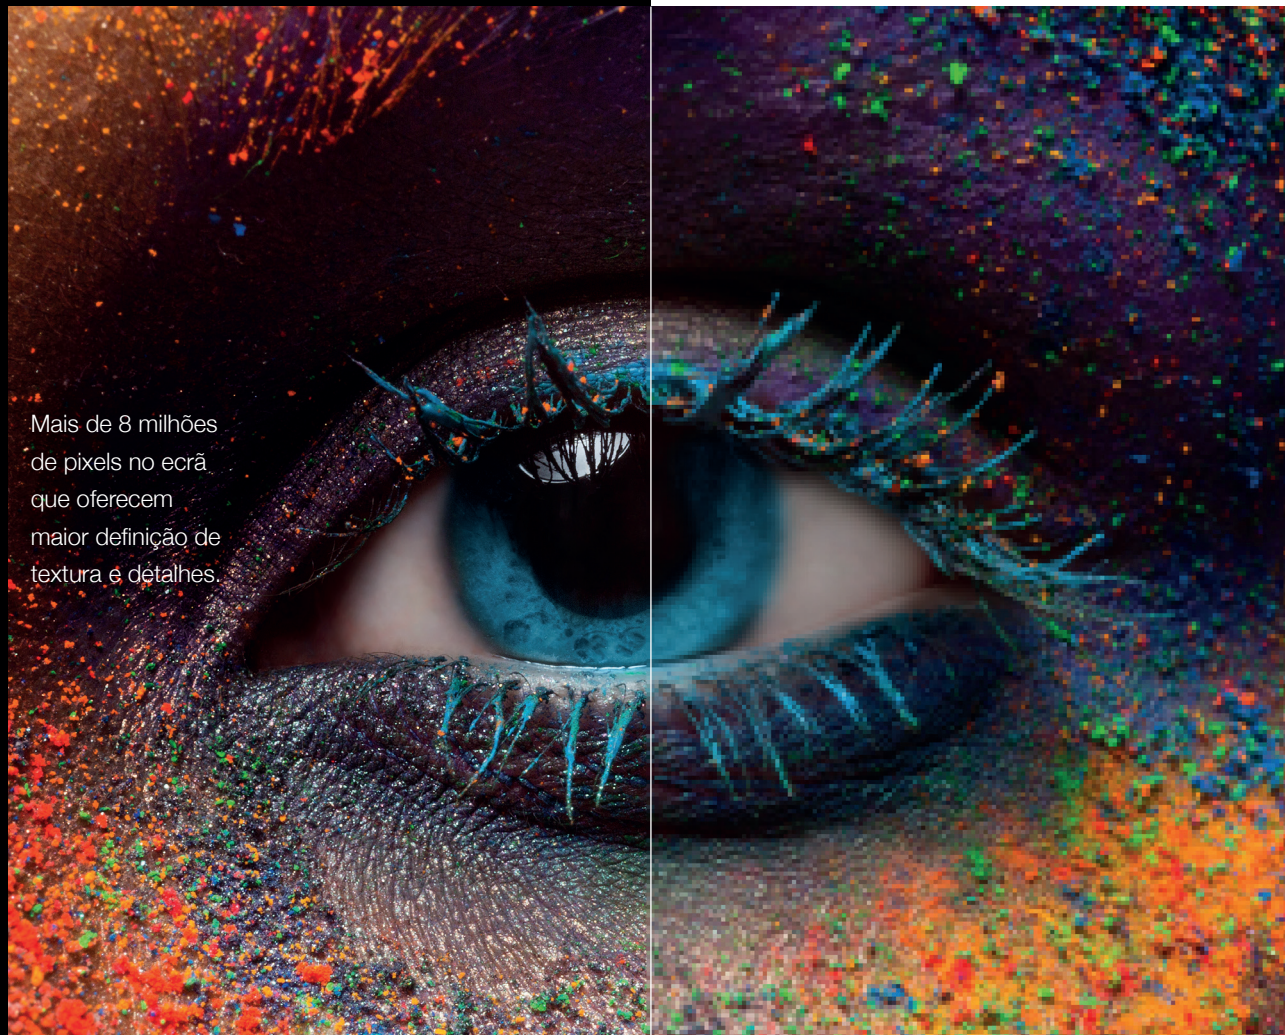 Mais de 8 milhões
de pixels no ecrã
que oferecem
maior definição de
textura e detalhes.